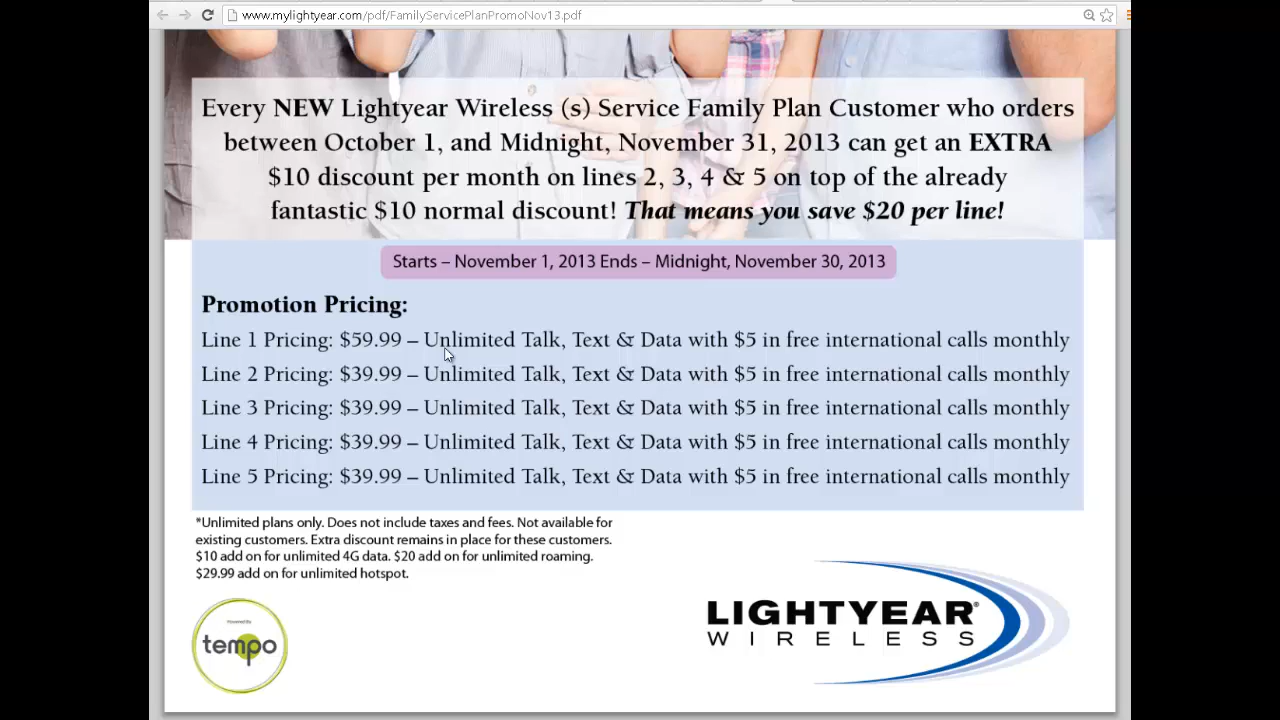 www.mylightyear.com/pdf/FamilyServicePlanPromoNov13.pdf
Every NEW Lightyear Wireless (s) Service Family Plan Customer who orders
between October 1, and Midnight, November 31, 2013 can get an EXTRA
$10 discount per month on lines 2, 3, 4 & 5 on top of the already
fantastic $10 normal discount! That means you save $20 per line!
Starts – November 1, 2013 Ends – Midnight, November 30, 2013
Promotion Pricing:
Line 1 Pricing: $59.99 – Unlimited Talk, Text & Data with $5 in free international calls monthly
Line 2 Pricing: $39.99 – Unlimited Talk, Text & Data with $5 in free international calls monthly
Line 3 Pricing: $39.99 – Unlimited Talk, Text & Data with $5 in free international calls monthly
Line 4 Pricing: $39.99 – Unlimited Talk, Text & Data with $5 in free international calls monthly
Line 5 Pricing: $39.99 – Unlimited Talk, Text & Data with $5 in free international calls monthly
*Unlimited plans only. Does not include taxes and fees. Not available for
existing customers. Extra discount remains in place for these customers.
$10 add on for unlimited 4G data. $20 add on for unlimited roaming.
$29.99 add on for unlimited hotspot.
Powered By
tempo
LIGHTYEAR®
WIRELESS